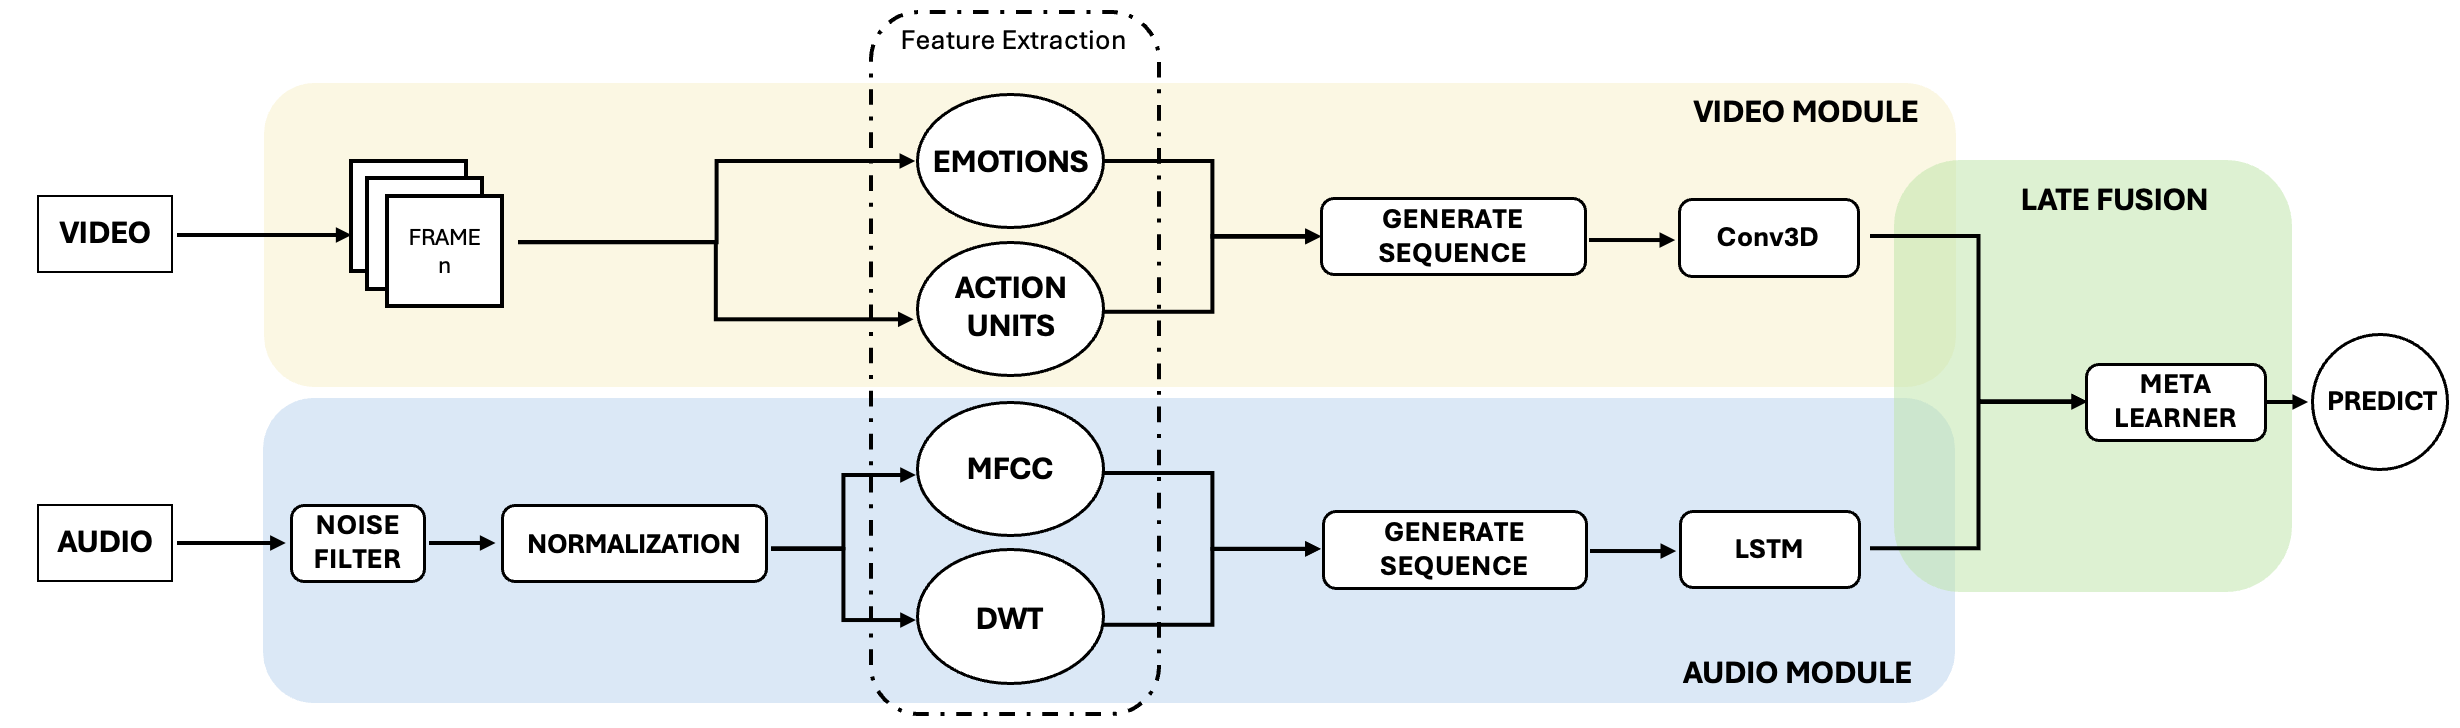 Feature Extraction
VIDEO MODULE
VIDEO
FRAME
n
EMOTIONS
ACTION
UNITS
GENERATE
SEQUENCE
Conv3D
LATE FUSION
META
LEARNER
PREDICT
AUDIO
NOISE
FILTER
NORMALIZATION
MFCC
DWT
GENERATE
SEQUENCE
LSTM
AUDIO MODULE